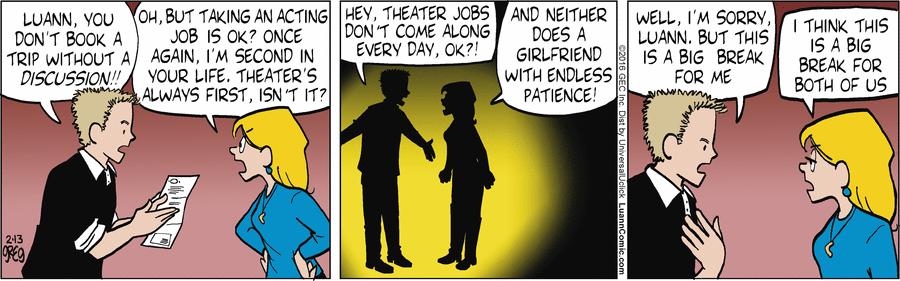 LUANN, YOU
DON'T BOOK A
TRIP WITHOUT A
DISCUSSION!!
OH, BUT TAKING AN ACTING
JOB IS OK? ONCE
AGAIN, I'M SECOND IN
YOUR LIFE. THEATER'S
ALWAYS FIRST, ISN'T IT?
2-13
GREG
HEY, THEATER JOBS
DON'T COME ALONG
EVERY DAY, OK?!
AND NEITHER
DOES A
GIRLFRIEND
WITH ENDLESS
PATIENCE!
©2016 GEC Inc. Dist by UniversalUclick LuannComic.com
WELL, I'M SORRY,
LUANN. BUT THIS
IS A BIG BREAK
FOR ME
I THINK THIS
IS A BIG
BREAK FOR
BOTH OF US